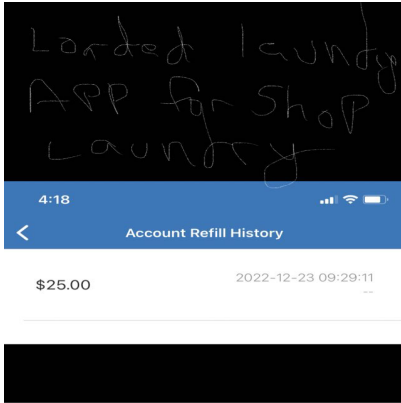 Loaded laundry
APP for Shop
Laundry
4:18
Account Refill History
$25.00
2022-12-23 09:29:11
--